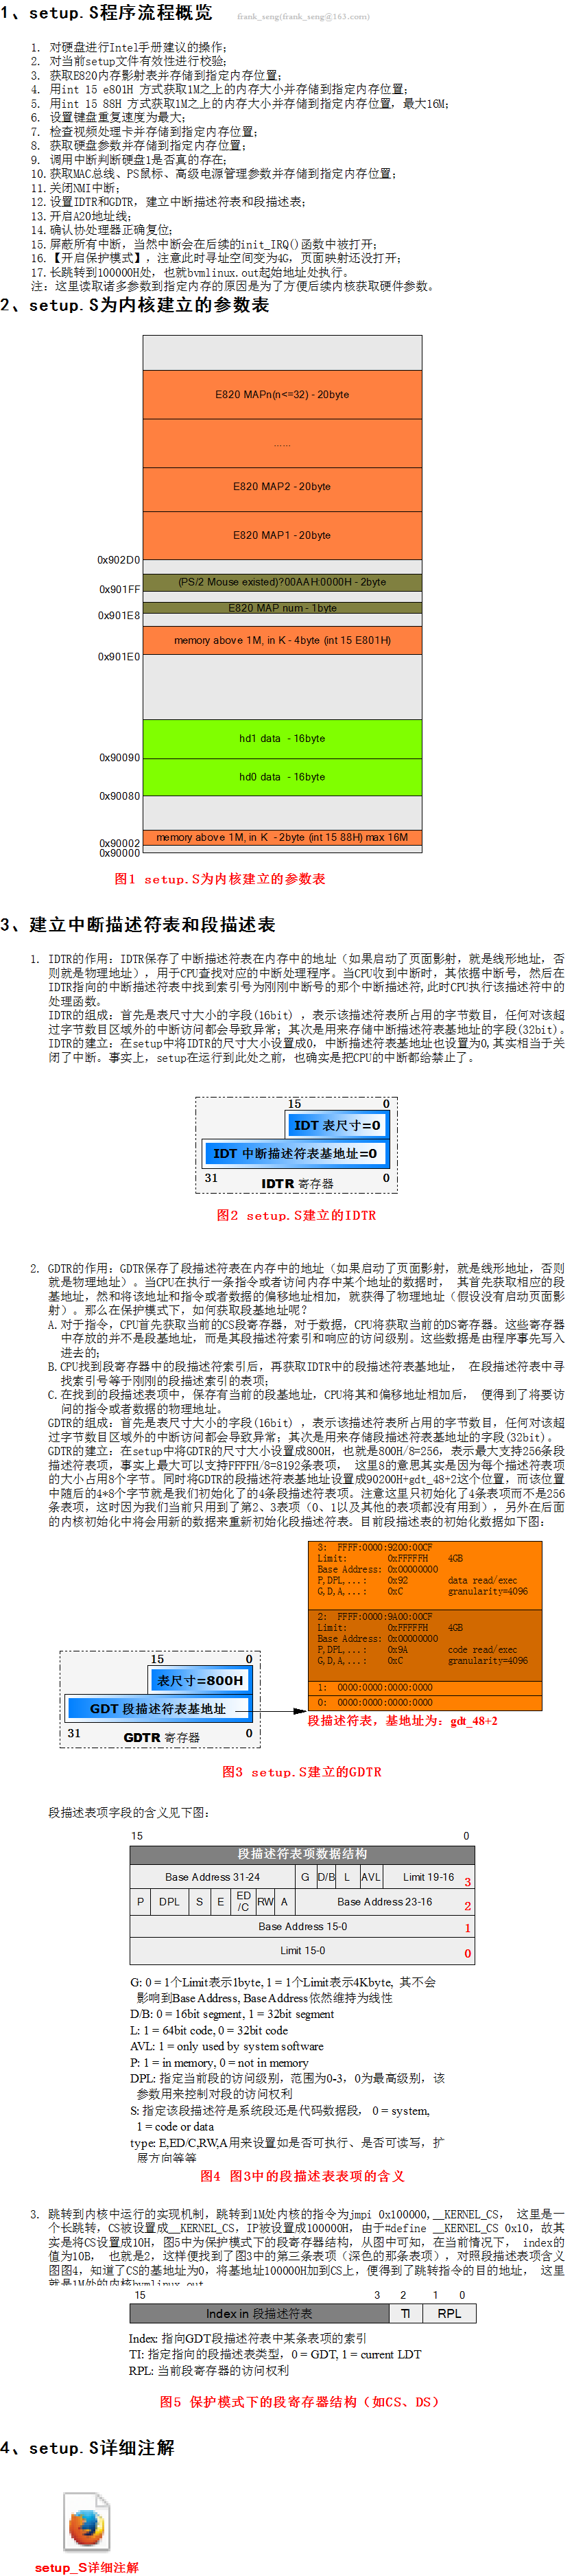 1、setup.S程序流程概览
frank_seng(frank_seng@163.com)
1. 对硬盘进行Intel手册建议的操作;
2. 对当前setup文件有效性进行校验;
3. 获取E820内存影射表并存储到指定内存位置;
4. 用int 15 e801H 方式获取1M之上的内存大小并存储到指定内存位置;
5. 用int 15 88H 方式获取1M之上的内存大小并存储到指定内存位置,最大16M;
6. 设置键盘重复速度为最大;
7. 检查视频处理卡并存储到指定内存位置;
8. 获取硬盘参数并存储到指定内存位置;
9. 调用中断判断硬盘1是否真的存在;
10.获取MAC总线、PS鼠标、高级电源管理参数并存储到指定内存位置;
11.关闭NMI中断;
12.设置IDTR和GDTR，建立中断描述符表和段描述表;
13.开启A20地址线;
14.确认协处理器正确复位;
15.屏蔽所有中断，当然中断会在后续的init_IRQ()函数中被打开;
16.【开启保护模式】,注意此时寻址空间变为4G，页面映射还没打开;
17.长跳转到100000H处，也就bvmlinux.out起始地址处执行。
注：这里读取诸多参数到指定内存的原因是为了方便后续内核获取硬件参数。
2、setup.S为内核建立的参数表
E820 MAPn(n<=32) - 20byte
......
E820 MAP2 - 20byte
E820 MAP1 - 20byte
0x902D0
(PS/2 Mouse existed)?00AAH:0000H - 2byte
0x901FF
E820 MAP num - 1byte
0x901E8
memory above 1M, in K - 4byte (int 15 E801H)
0x901E0
hd1 data - 16byte
0x90090
hd0 data - 16byte
0x90080
memory above 1M, in K - 2byte (int 15 88H) max 16M
0x90002
0x90000
图1 setup.S为内核建立的参数表
3、建立中断描述符表和段描述表
1. IDTR的作用：IDTR保存了中断描述符表在内存中的地址（如果启动了页面影射，就是线形地址，否
则就是物理地址），用于CPU查找对应的中断处理程序。当CPU收到中断时，其依据中断号，然后在
IDTR指向的中断描述符表中找到索引号为刚刚中断号的那个中断描述符,此时CPU执行该描述符中的
处理函数。
IDTR的组成：首先是表尺寸大小的字段(16bit) ，表示该描述符表所占用的字节数目，任何对该超
过字节数目区域外的中断访问都会导致异常；其次是用来存储中断描述符表基地址的字段(32bit)。
IDTR的建立：在setup中将IDTR的尺寸大小设置成0，中断描述符表基地址也设置为0,其实相当于关
闭了中断。事实上，setup在运行到此处之前，也确实是把CPU的中断都给禁止了。
15 0
IDT 表尺寸=0
IDT 中断描述符表基地址=0
31 IDTR 寄存器 0
图2 setup.S建立的IDTR
2. GDTR的作用：GDTR保存了段描述符表在内存中的地址（如果启动了页面影射，就是线形地址，否则
就是物理地址）。当CPU在执行一条指令或者访问内存中某个地址的数据时， 其首先获取相应的段
基地址，然和将该地址和指令或者数据的偏移地址相加，就获得了物理地址（假设没有启动页面影
射）。那么在保护模式下，如何获取段基地址呢？
A.对于指令，CPU首先获取当前的CS段寄存器，对于数据，CPU将获取当前的DS寄存器。这些寄存器
中存放的并不是段基地址，而是其段描述符索引和响应的访问级别。这些数据是由程序事先写入
进去的;
B.CPU找到段寄存器中的段描述符索引后，再获取IDTR中的段描述符表基地址， 在段描述符表中寻
找索引号等于刚刚的段描述索引的表项;
C.在找到的段描述表项中，保存有当前的段基地址，CPU将其和偏移地址相加后， 便得到了将要访
问的指令或者数据的物理地址。
GDTR的组成：首先是表尺寸大小的字段(16bit) ，表示该描述符表所占用的字节数目，任何对该超
过字节数目区域外的中断访问都会导致异常；其次是用来存储段描述符表基地址的字段(32bit)。
GDTR的建立：在setup中将GDTR的尺寸大小设置成800H，也就是800H/8=256，表示最大支持256条段
描述符表项，事实上最大可以支持FFFFH/8=8192条表项， 这里8的意思其实是因为每个描述符表项
的大小占用8个字节。同时将GDTR的段描述符表基地址设置成90200H+gdt_48+2这个位置，而该位置
中随后的4*8个字节就是我们初始化了的4条段描述符表项。注意这里只初始化了4条表项而不是256
条表项，这时因为我们当前只用到了第2、3表项（0、1以及其他的表项都没有用到），另外在后面
的内核初始化中将会用新的数据来重新初始化段描述符表。目前段描述表的初始化数据如下图：
3: FFFF:0000:9200:00CF
Limit: 0xFFFFFH 4GB
Base Address: 0x00000000
P,DPL,...: 0x92 data read/exec
G,D,A,...: 0xC granularity=4096
2: FFFF:0000:9A00:00CF
Limit: 0xFFFFFH 4GB
Base Address: 0x00000000
P,DPL,...: 0x9A code read/exec
G,D,A,...: 0xC granularity=4096
1: 0000:0000:0000:0000
0: 0000:0000:0000:0000
段描述符表，基地址为：gdt_48+2
15 0
表尺寸=800H
GDT 段描述符表基地址
31 GDTR 寄存器 0
图3 setup.S建立的GDTR
段描述表项字段的含义见下图：
15 0
段描述符表项数据结构
Base Address 31-24 G D/B L AVL Limit 19-16 3
P DPL S E ED/C RW A Base Address 23-16 2
Base Address 15-0 1
Limit 15-0 0
G: 0 = 1个Limit表示1byte, 1 = 1个Limit表示4Kbyte, 其不会
影响到Base Address, Base Address依然维持为线性
D/B: 0 = 16bit segment, 1 = 32bit segment
L: 1 = 64bit code, 0 = 32bit code
AVL: 1 = only used by system software
P: 1 = in memory, 0 = not in memory
DPL: 指定当前段的访问级别，范围为0-3，0为最高级别，该
参数用来控制对段的访问权利
S: 指定该段描述符是系统段还是代码数据段， 0 = system,
1 = code or data
type: E,ED/C,RW,A用来设置如是否可执行、是否可读写，扩
展方向等等
图4 图3中的段描述表表项的含义
3. 跳转到内核中运行的实现机制，跳转到1M处内核的指令为jmpi 0x100000,__KERNEL_CS， 这里是一
个长跳转，CS被设置成__KERNEL_CS，IP被设置成100000H，由于#define __KERNEL_CS 0x10，故其
实是将CS设置成10H，图5中为保护模式下的段寄存器结构，从图中可知，在当前情况下， index的
值为10B， 也就是2，这样便找到了图3中的第三条表项（深色的那条表项），对照段描述表项含义
图图4，知道了CS的基地址为0，将基地址100000H加到CS上，便得到了跳转指令的目的地址， 这里
就是1M处的内核bvmlinux.out
15 3 2 1 0
Index in 段描述符表 TI RPL
Index: 指向GDT段描述符表中某条表项的索引
TI: 指定指向的段描述表类型，0 = GDT, 1 = current LDT
RPL: 当前段寄存器的访问权利
图5 保护模式下的段寄存器结构（如CS、DS）
4、setup.S详细注解
setup_S详细注解